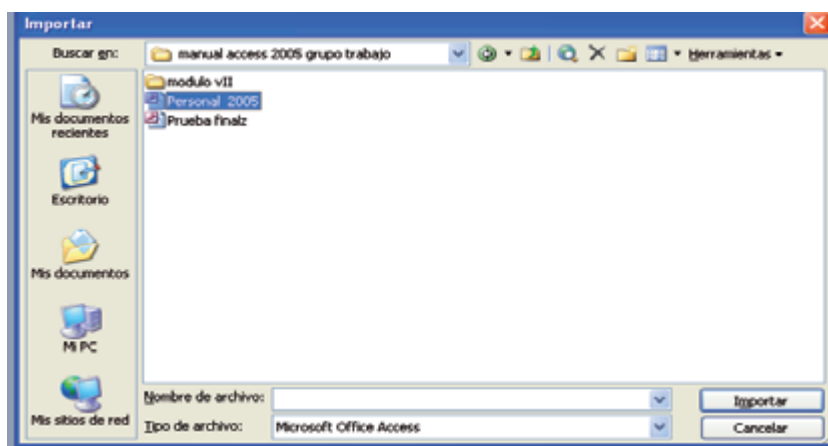 Importar
Buscar en: manual access 2005 grupo trabajo Herramientas
modulo vII
Personal 2005
Prueba finalz
Mis documentos
recientes
Escritorio
Mis documentos
Mi PC
Mis sitios de red
Nombre de archivo: Importar
Tipo de archivo: Microsoft Office Access Cancelar